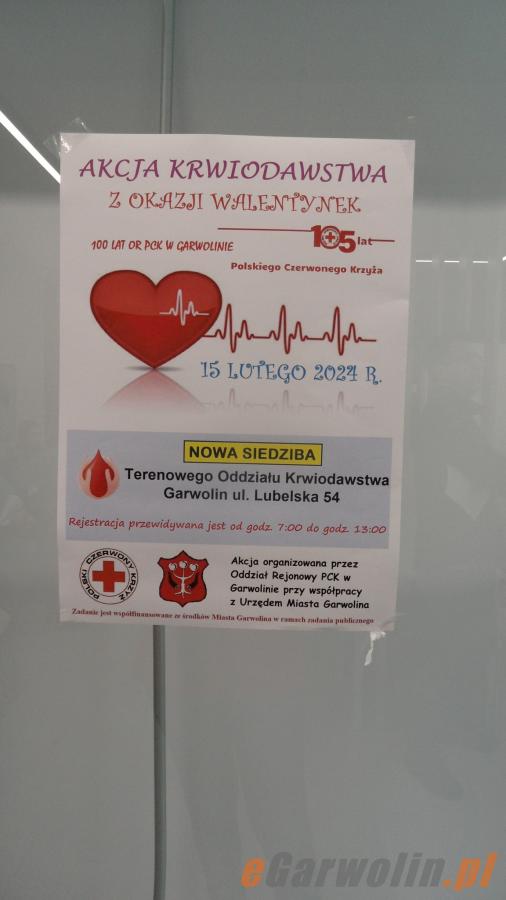 AKCJA KRWIODAWSTWA
Z OKAZJI WALENTYNEK
100 LAT OR PCK W GARWOLINIE
105 lat
Polskiego Czerwonego Krzyża
15 LUTEGO 2024 R.
NOWA SIEDZIBA
Terenowego Oddziału Krwiodawstwa
Garwolin ul. Lubelska 54
Rejestracja przewidywana jest od godz. 7:00 do godz. 13:00
POLSKI CZERWONY KRZYŻ
Akcja organizowana przez
Oddział Rejonowy PCK w
Garwolinie przy współpracy
z Urzędem Miasta Garwolina
Zadanie jest współfinansowane ze środków Miasta Garwolina w ramach zadania publicznego
eGarwolin.pl